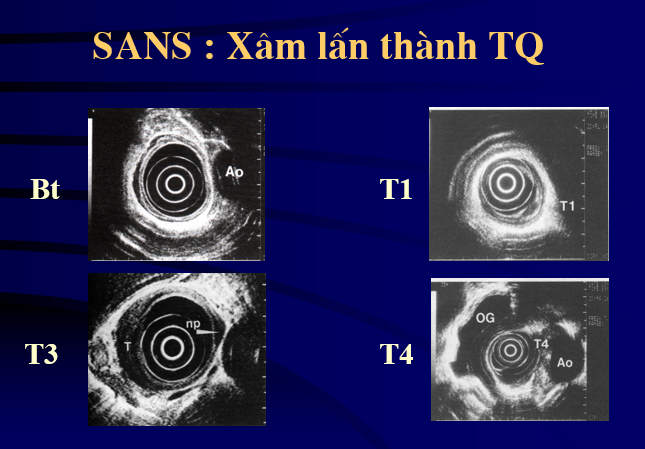 SANS : Xâm lấn thành TQ
Bt
Ao
T1
T1
T3
T
np
T4
OG
T4
Ao